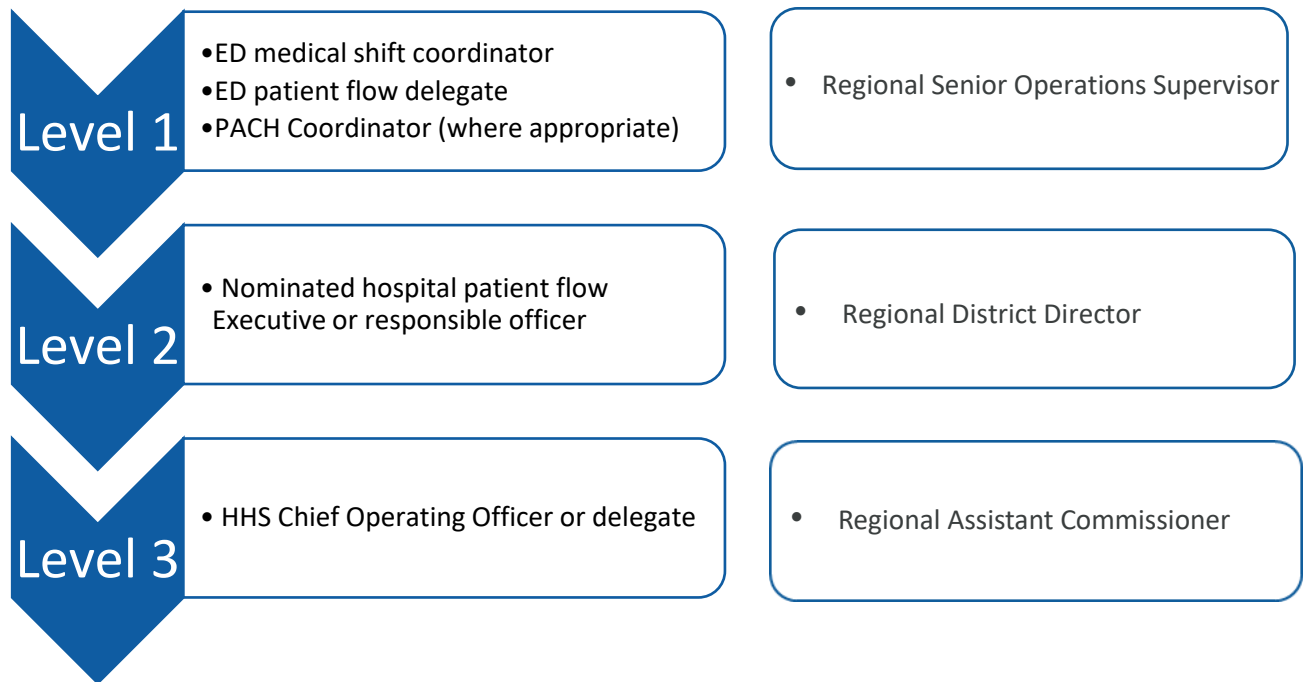 Level 1
•ED medical shift coordinator
•ED patient flow delegate
•PACH Coordinator (where appropriate)
• Regional Senior Operations Supervisor
Level 2
• Nominated hospital patient flow
Executive or responsible officer
• Regional District Director
Level 3
• HHS Chief Operating Officer or delegate
• Regional Assistant Commissioner